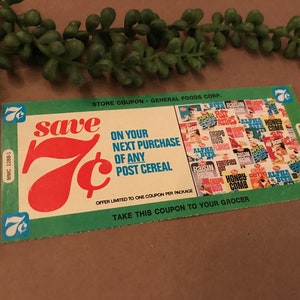 7¢
STORE COUPON - GENERAL FOODS CORP.
save
7¢
ON YOUR
NEXT PURCHASE
OF ANY
POST CEREAL
OFFER LIMITED TO ONE COUPON PER PACKAGE
HONEY
COMB
7¢
TAKE THIS COUPON TO YOUR GROCER